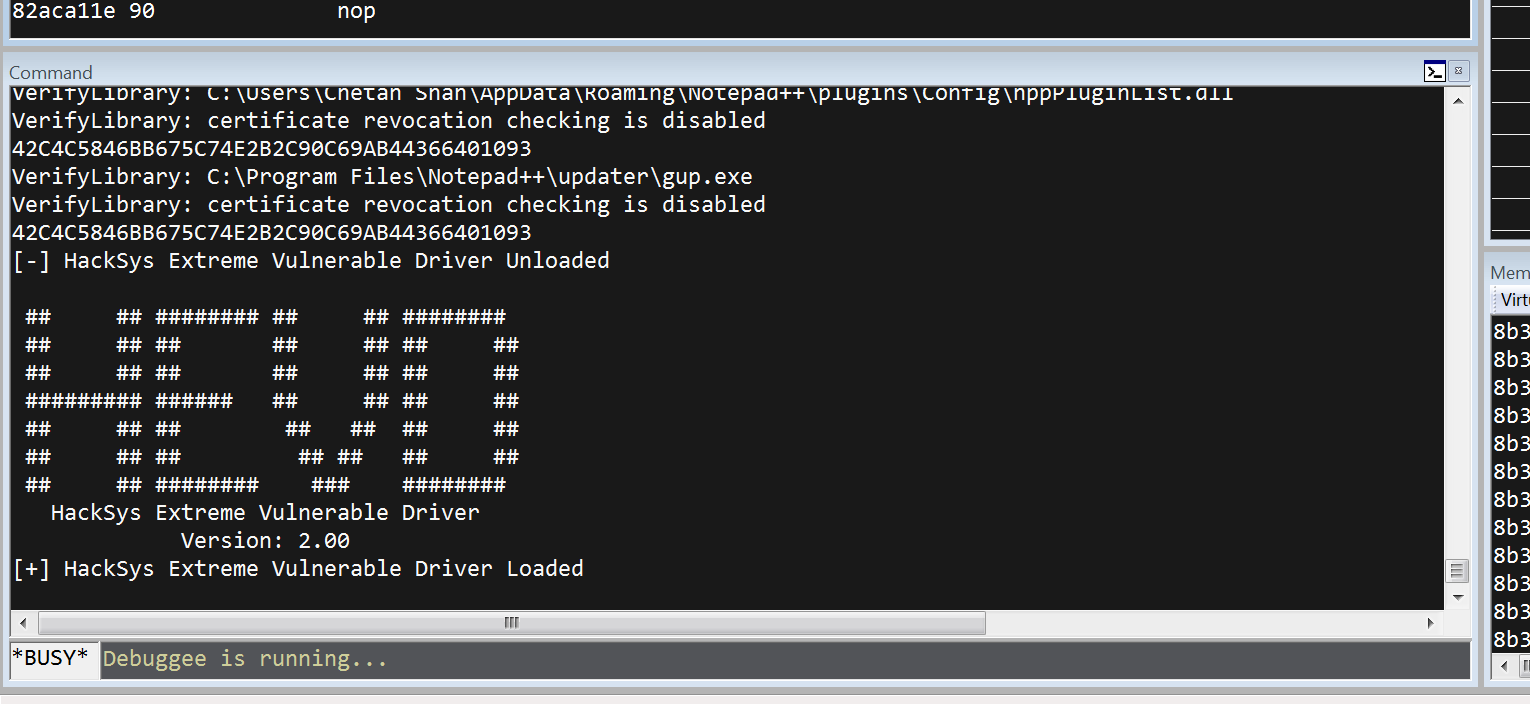 82aca11e 90              nop
Command
VerifyLibrary: C:\Users\Chetan Shah\AppData\Roaming\Notepad++\plugins\Config\nppPluginList.dll
VerifyLibrary: certificate revocation checking is disabled
42C4C5846BB675C74E2B2C90C69AB44366401093
VerifyLibrary: C:\Program Files\Notepad++\updater\gup.exe
VerifyLibrary: certificate revocation checking is disabled
42C4C5846BB675C74E2B2C90C69AB44366401093
[-] HackSys Extreme Vulnerable Driver Unloaded
 ##     ## ######## ##     ## ########
 ##     ## ##       ##     ## ##     ##
 ##     ## ##       ##     ## ##     ##
 ######### ######   ##     ## ##     ##
 ##     ## ##        ##   ##  ##     ##
 ##     ## ##         ## ##   ##     ##
 ##     ## ########    ###    ########
   HackSys Extreme Vulnerable Driver
             Version: 2.00
[+] HackSys Extreme Vulnerable Driver Loaded
*BUSY* Debuggee is running...
Mem
Virt
8b3
8b3
8b3
8b3
8b3
8b3
8b3
8b3
8b3
8b3
8b3
8b3